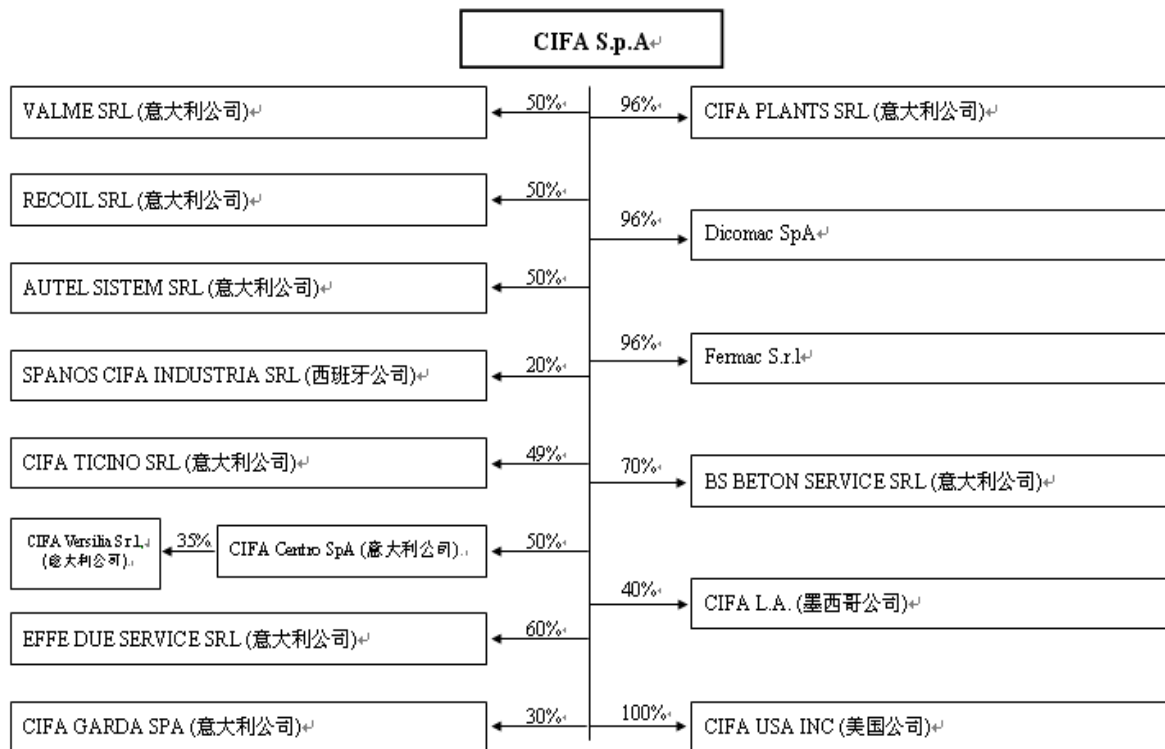 CIFA S.p.A
VALME SRL (意大利公司)
50%
96%
CIFA PLANTS SRL (意大利公司)
RECOIL SRL (意大利公司)
50%
96%
Dicomac SpA
AUTEL SISTEM SRL (意大利公司)
50%
96%
Fermac S.r.l
SPANOS CIFA INDUSTRIA SRL (西班牙公司)
20%
CIFA TICINO SRL (意大利公司)
49%
70%
BS BETON SERVICE SRL (意大利公司)
CIFA Versilia S.r.l,
(意大利公司)
35%
CIFA Centro SpA (意大利公司)
50%
40%
CIFA L.A. (墨西哥公司)
EFFE DUE SERVICE SRL (意大利公司)
60%
CIFA GARDA SPA (意大利公司)
30%
100%
CIFA USA INC (美国公司)